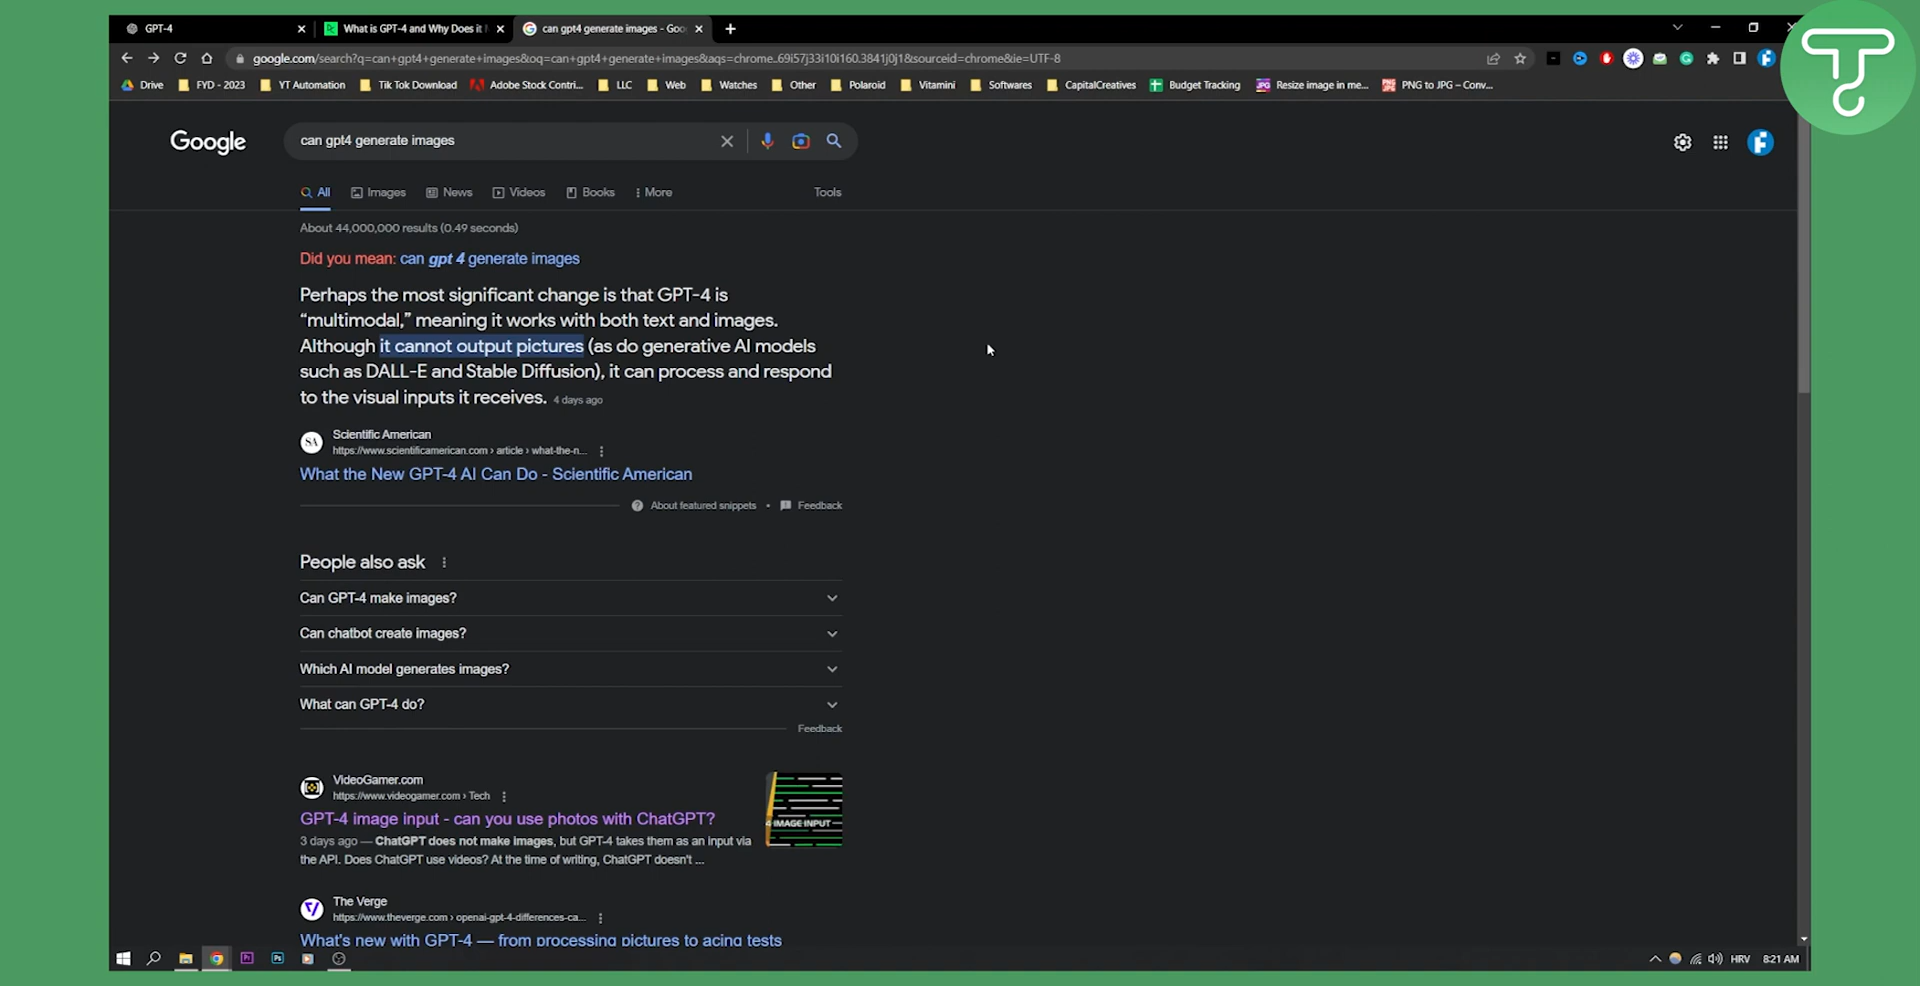 GPT-4
What is GPT-4 and Why Does it
can gpt4 generate images - Goo
google.com/search?q=can+gpt4+generate+images&oq=can+gpt4+generate+images&aqs=chrome..69i57j33i10i160.3841j0j1&sourceid=chrome&ie=UTF-8
Drive FYD - 2023 YT Automation Tik Tok Download Adobe Stock Contri... LLC Web Watches Other Polaroid Vitamini Softwares CapitalCreatives Budget Tracking Resize image in me... PNG to JPG – Conv...
Google
can gpt4 generate images
All Images News Videos Books More Tools
About 44,000,000 results (0.49 seconds)
Did you mean: can gpt 4 generate images
Perhaps the most significant change is that GPT-4 is
“multimodal,” meaning it works with both text and images.
Although it cannot output pictures (as do generative AI models
such as DALL-E and Stable Diffusion), it can process and respond
to the visual inputs it receives. 4 days ago
SA
Scientific American
https://www.scientificamerican.com › article › what-the-n...
What the New GPT-4 AI Can Do - Scientific American
About featured snippets • Feedback
People also ask
Can GPT-4 make images?
Can chatbot create images?
Which AI model generates images?
What can GPT-4 do?
Feedback
VideoGamer.com
https://www.videogamer.com › Tech
GPT-4 image input - can you use photos with ChatGPT?
3 days ago — ChatGPT does not make images, but GPT-4 takes them as an input via
the API. Does ChatGPT use videos? At the time of writing, ChatGPT doesn't ...
4 IMAGE INPUT
The Verge
https://www.theverge.com › openai-gpt-4-differences-ca...
What's new with GPT-4 — from processing pictures to acing tests
HRV 8:21 AM